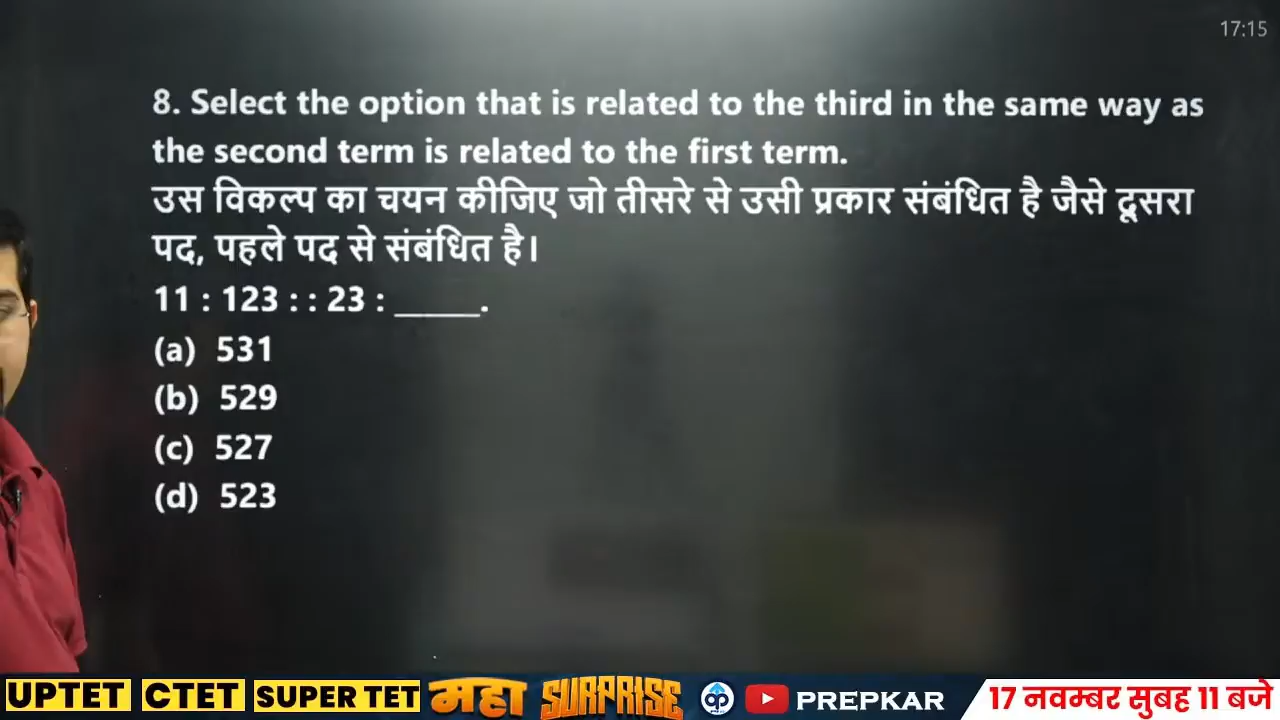 17:15
8. Select the option that is related to the third in the same way as
the second term is related to the first term.
उस विकल्प का चयन कीजिए जो तीसरे से उसी प्रकार संबंधित है जैसे दूसरा
पद, पहले पद से संबंधित है।
11 : 123 : : 23 : _____.
(a) 531
(b) 529
(c) 527
(d) 523
UPTET CTET SUPER TET महा SURPRISE PREPKAR 17 नवम्बर सुबह 11 बजे